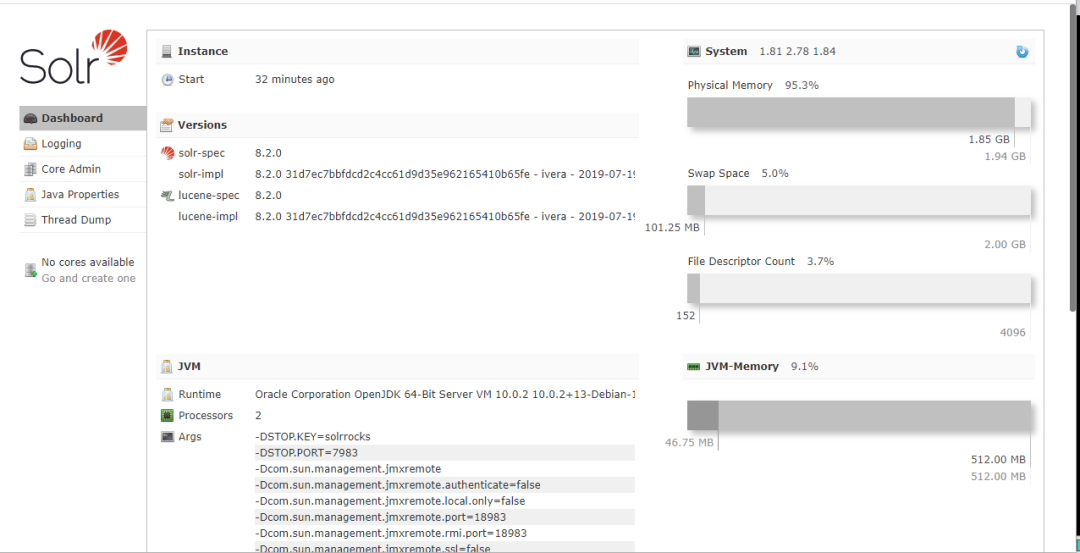 Solr
Dashboard
Logging
Core Admin
Java Properties
Thread Dump
No cores available
Go and create one
Instance
Start 32 minutes ago
Versions
solr-spec 8.2.0
solr-impl 8.2.0 31d7ec7bbfdcd2c4cc61d9d35e962165410b65fe - ivera - 2019-07-19
lucene-spec 8.2.0
lucene-impl 8.2.0 31d7ec7bbfdcd2c4cc61d9d35e962165410b65fe - ivera - 2019-07-19
System 1.81 2.78 1.84
Physical Memory 95.3%
1.85 GB
1.94 GB
Swap Space 5.0%
101.25 MB
2.00 GB
File Descriptor Count 3.7%
152
4096
JVM
Runtime Oracle Corporation OpenJDK 64-Bit Server VM 10.0.2 10.0.2+13-Debian-1
Processors 2
Args -DSTOP.KEY=solrrocks
-DSTOP.PORT=7983
-Dcom.sun.management.jmxremote
-Dcom.sun.management.jmxremote.authenticate=false
-Dcom.sun.management.jmxremote.local.only=false
-Dcom.sun.management.jmxremote.port=18983
-Dcom.sun.management.jmxremote.rmi.port=18983
-Dcom.sun.management.jmxremote.ssl=false
JVM-Memory 9.1%
46.75 MB
512.00 MB
512.00 MB